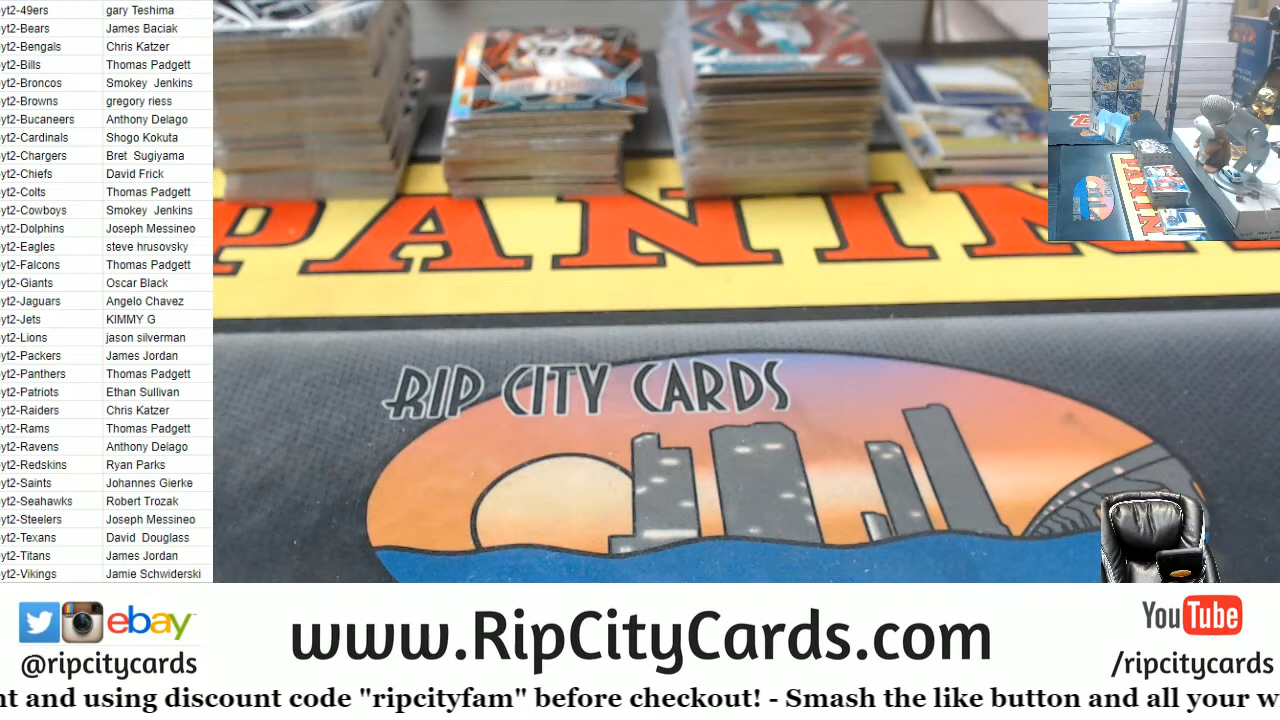 yt2-49ers gary Teshima
yt2-Bears James Baciak
yt2-Bengals Chris Katzer
yt2-Bills Thomas Padgett
yt2-Broncos Smokey Jenkins
yt2-Browns gregory riess
yt2-Bucaneers Anthony Delago
yt2-Cardinals Shogo Kokuta
yt2-Chargers Bret Sugiyama
yt2-Chiefs David Frick
yt2-Colts Thomas Padgett
yt2-Cowboys Smokey Jenkins
yt2-Dolphins Joseph Messineo
yt2-Eagles steve hrusovsky
yt2-Falcons Thomas Padgett
yt2-Giants Oscar Black
yt2-Jaguars Angelo Chavez
yt2-Jets KIMMY G
yt2-Lions jason silverman
yt2-Packers James Jordan
yt2-Panthers Thomas Padgett
yt2-Patriots Ethan Sullivan
yt2-Raiders Chris Katzer
yt2-Rams Thomas Padgett
yt2-Ravens Anthony Delago
yt2-Redskins Ryan Parks
yt2-Saints Johannes Gierke
yt2-Seahawks Robert Trozak
yt2-Steelers Joseph Messineo
yt2-Texans David Douglass
yt2-Titans James Jordan
yt2-Vikings Jamie Schwiderski
PANIN
RIP CITY CARDS
ebay
@ripcitycards
www.RipCityCards.com
YouTube
/ripcitycards
nt and using discount code "ripcityfam" before checkout! - Smash the like button and all your w